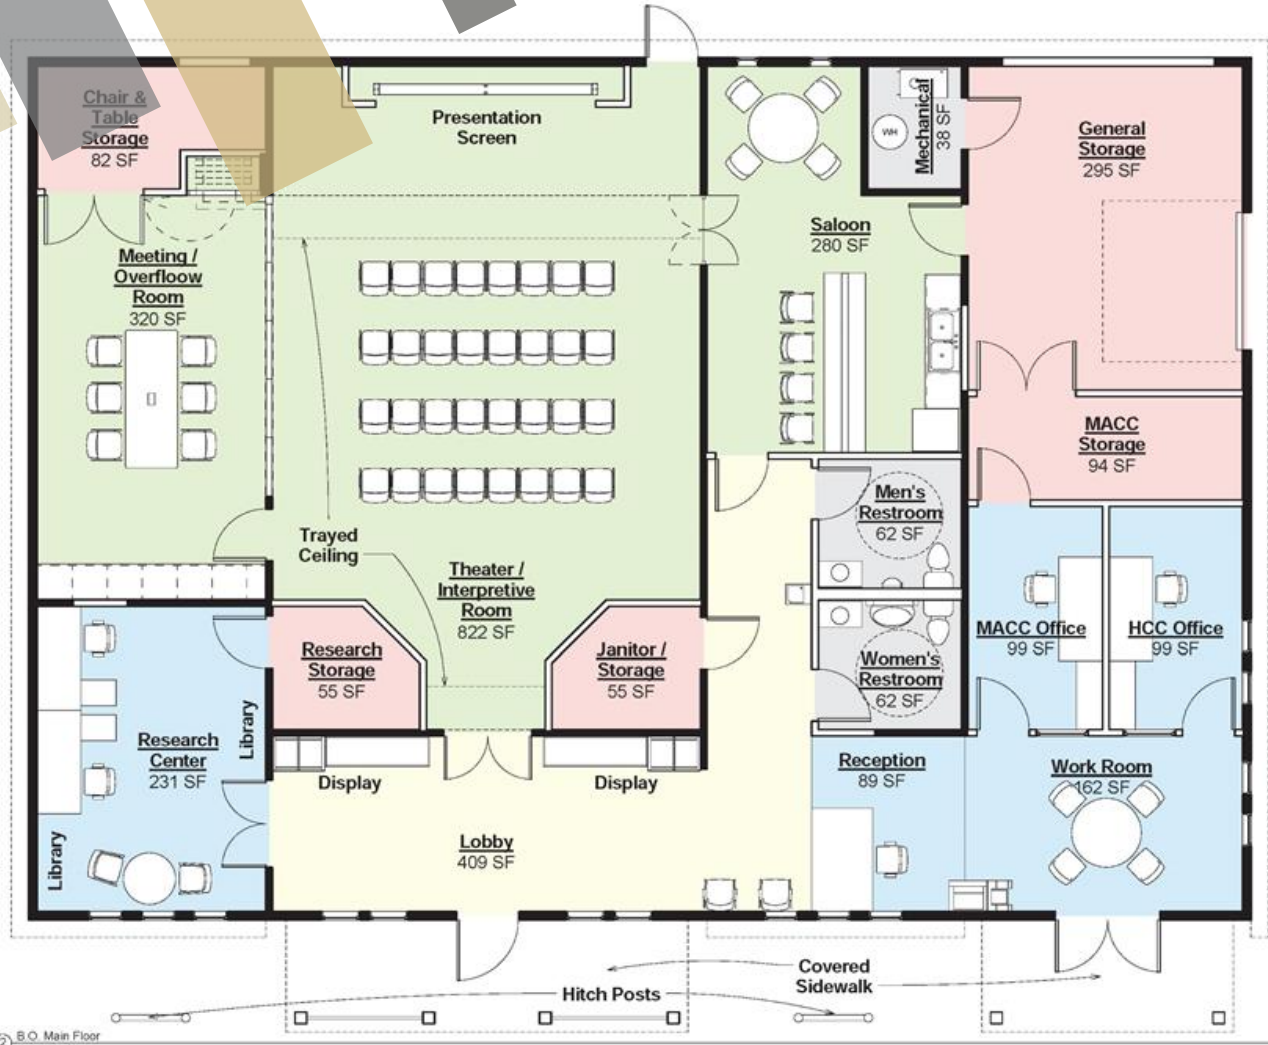 Chair &
Table
Storage
82 SF
Presentation
Screen
Mechanical
38 SF
WH
General
Storage
295 SF
Saloon
280 SF
Meeting /
Overfloow
Room
320 SF
MACC
Storage
94 SF
Men's
Restroom
62 SF
Trayed
Ceiling
Theater /
Interpretive
Room
822 SF
Research
Storage
55 SF
Janitor /
Storage
55 SF
Women's
Restroom
62 SF
MACC Office
99 SF
HCC Office
99 SF
Library
Research
Center
231 SF
Display
Display
Reception
89 SF
Work Room
162 SF
Library
Lobby
409 SF
Covered
Sidewalk
Hitch Posts
B.O. Main Floor